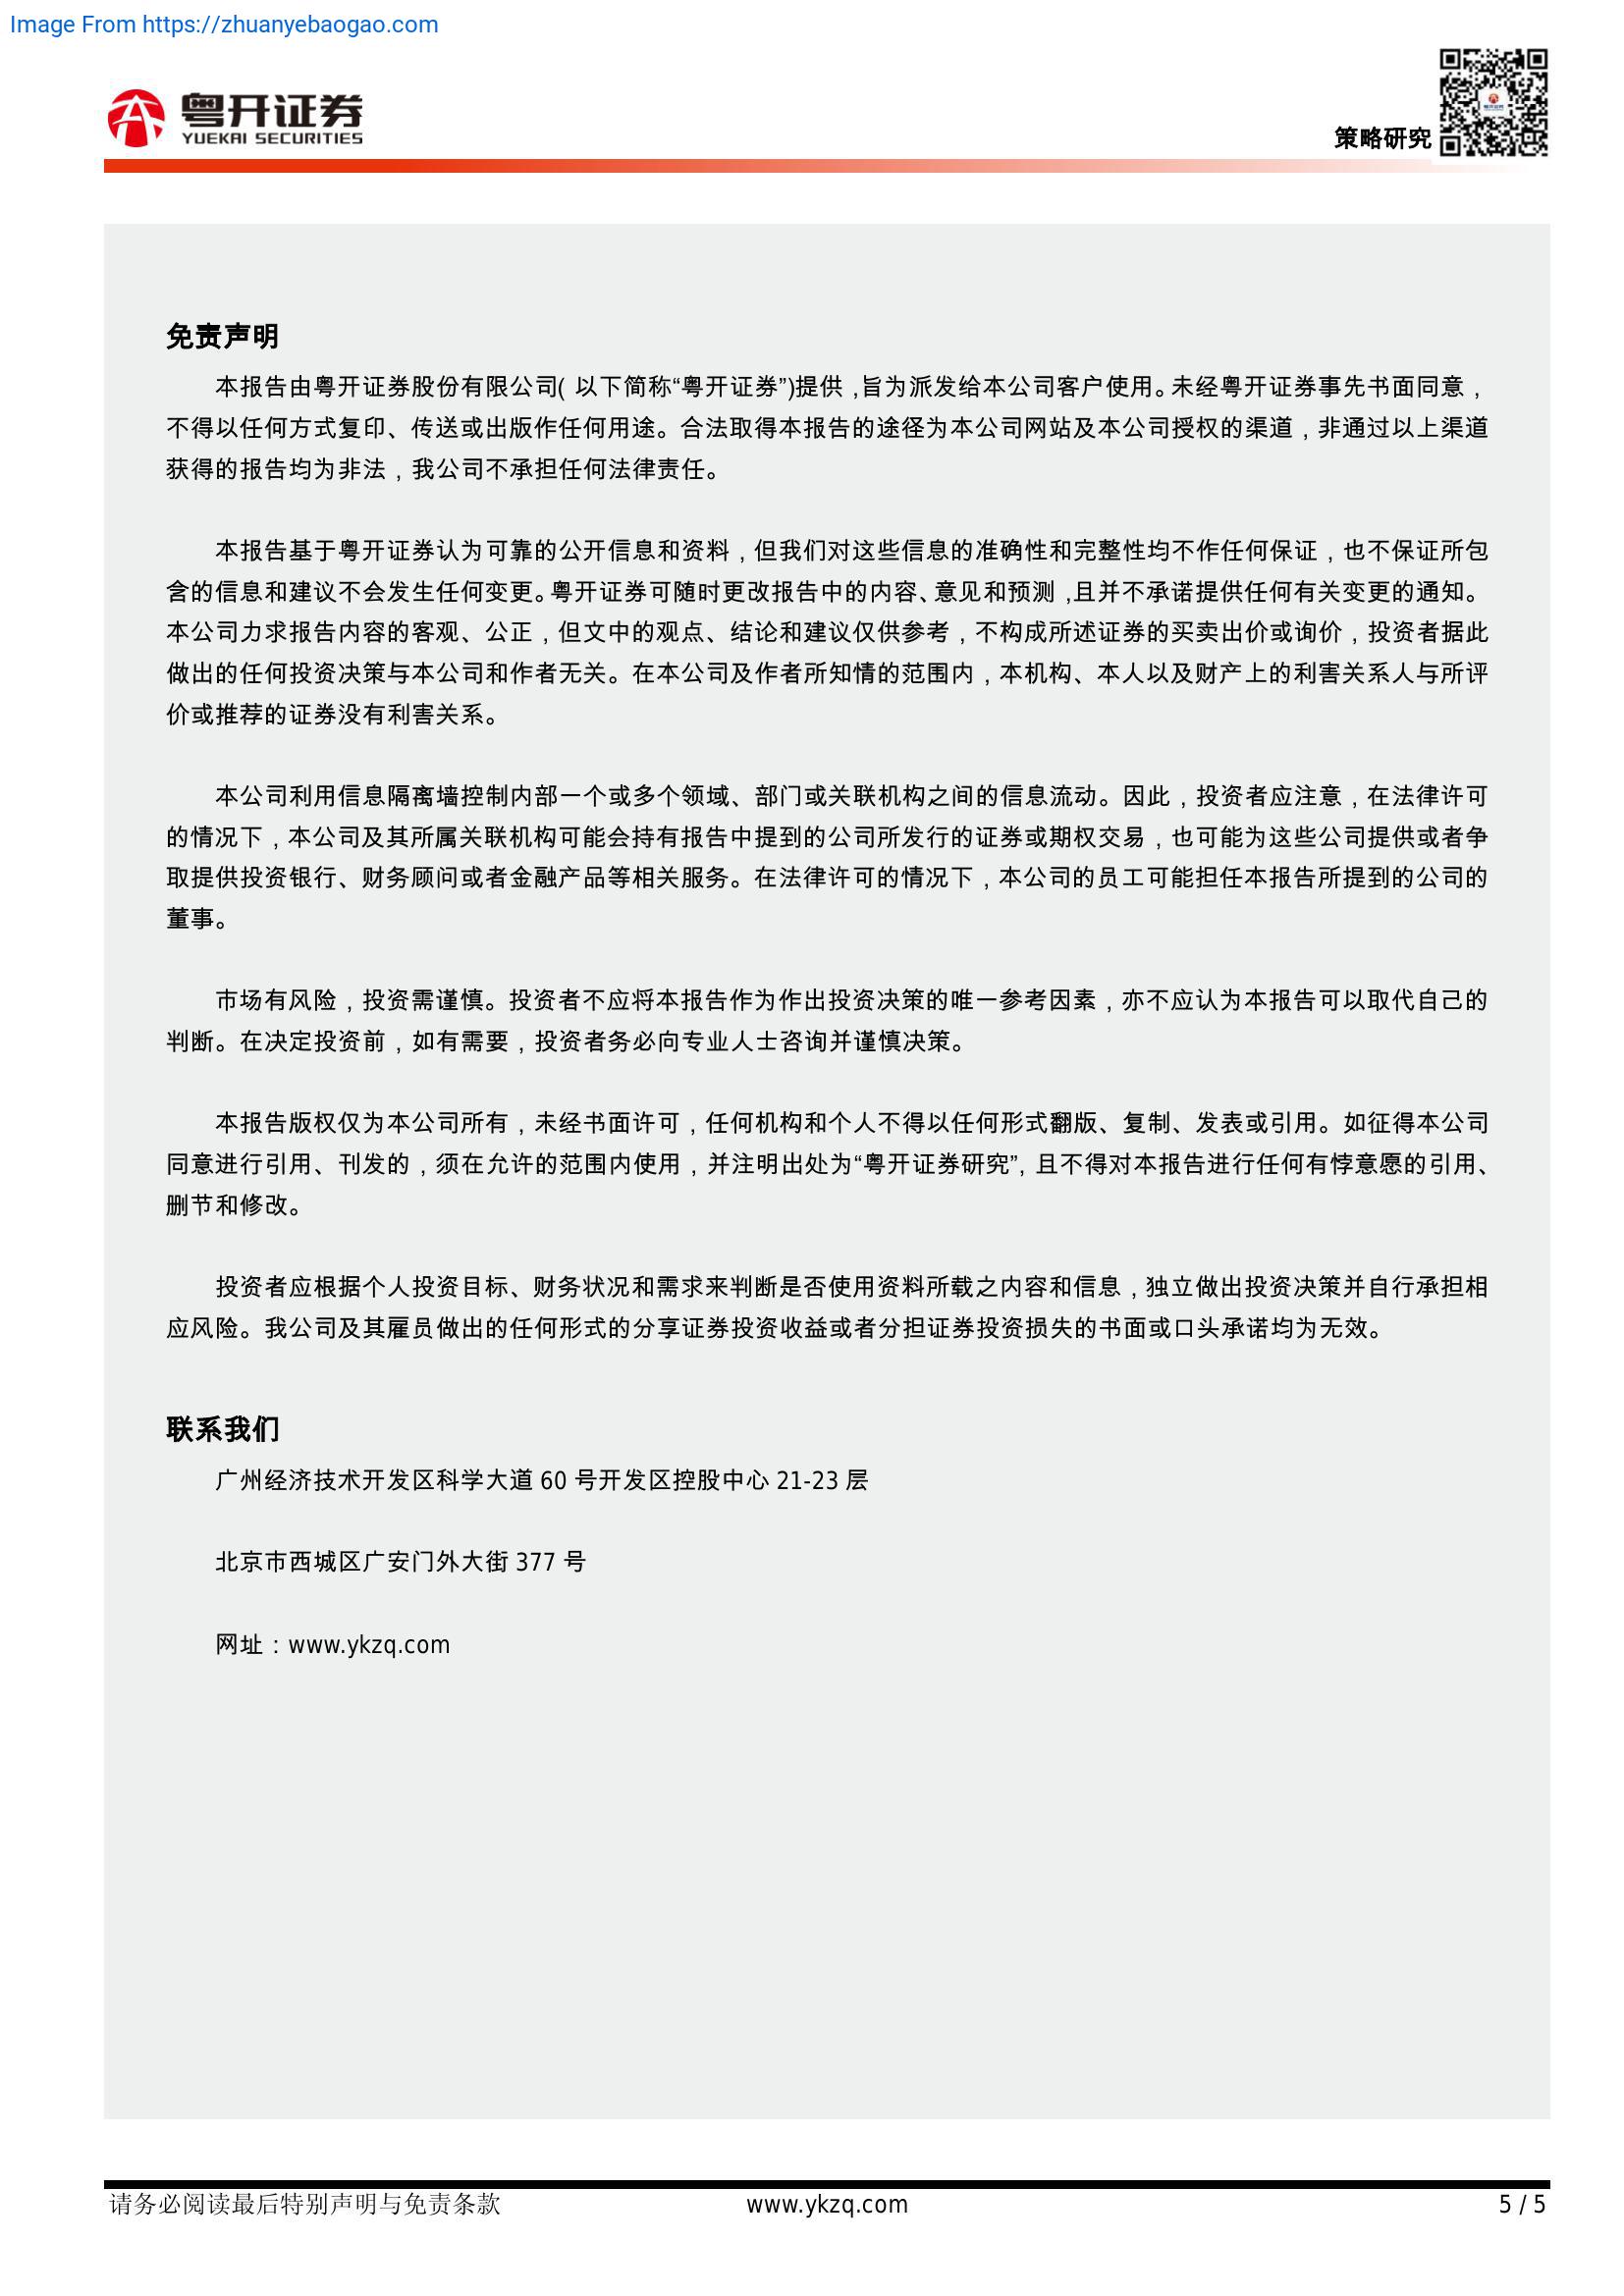 Image From https://zhuanyebaogao.com
粤开证券
YUEKAI SECURITIES
策略研究
免责声明
本报告由粤开证券股份有限公司( 以下简称“粤开证券”)提供 ,旨为派发给本公司客户使用。未经粤开证券事先书面同意，
不得以任何方式复印、传送或出版作任何用途。合法取得本报告的途径为本公司网站及本公司授权的渠道，非通过以上渠道
获得的报告均为非法，我公司不承担任何法律责任。
本报告基于粤开证券认为可靠的公开信息和资料，但我们对这些信息的准确性和完整性均不作任何保证，也不保证所包
含的信息和建议不会发生任何变更。粤开证券可随时更改报告中的内容、意见和预测 ,且并不承诺提供任何有关变更的通知。
本公司力求报告内容的客观、公正，但文中的观点、结论和建议仅供参考，不构成所述证券的买卖出价或询价，投资者据此
做出的任何投资决策与本公司和作者无关。在本公司及作者所知情的范围内，本机构、本人以及财产上的利害关系人与所评
价或推荐的证券没有利害关系。
本公司利用信息隔离墙控制内部一个或多个领域、部门或关联机构之间的信息流动。因此，投资者应注意，在法律许可
的情况下，本公司及其所属关联机构可能会持有报告中提到的公司所发行的证券或期权交易，也可能为这些公司提供或者争
取提供投资银行、财务顾问或者金融产品等相关服务。在法律许可的情况下，本公司的员工可能担任本报告所提到的公司的
董事。
市场有风险，投资需谨慎。投资者不应将本报告作为作出投资决策的唯一参考因素，亦不应认为本报告可以取代自己的
判断。在决定投资前，如有需要，投资者务必向专业人士咨询并谨慎决策。
本报告版权仅为本公司所有，未经书面许可，任何机构和个人不得以任何形式翻版、复制、发表或引用。如征得本公司
同意进行引用、刊发的，须在允许的范围内使用，并注明出处为“粤开证券研究”, 且不得对本报告进行任何有悖意愿的引用、
删节和修改。
投资者应根据个人投资目标、财务状况和需求来判断是否使用资料所载之内容和信息，独立做出投资决策并自行承担相
应风险。我公司及其雇员做出的任何形式的分享证券投资收益或者分担证券投资损失的书面或口头承诺均为无效。
联系我们
广州经济技术开发区科学大道 60 号开发区控股中心 21-23 层
北京市西城区广安门外大街 377 号
网址：www.ykzq.com
请务必阅读最后特别声明与免责条款
www.ykzq.com
5 / 5